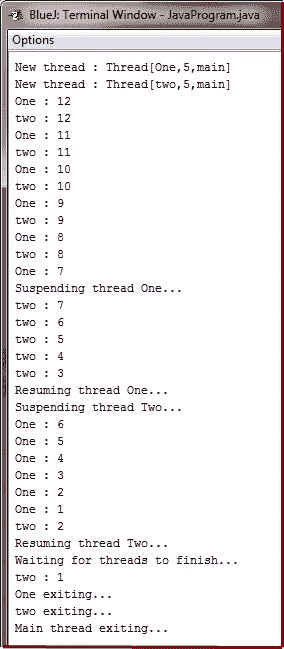 BlueJ: Terminal Window - JavaProgram.java
Options
New thread : Thread[One,5,main]
New thread : Thread[two,5,main]
One : 12
two : 12
One : 11
two : 11
One : 10
two : 10
One : 9
two : 9
One : 8
two : 8
One : 7
Suspending thread One...
two : 7
two : 6
two : 5
two : 4
two : 3
Resuming thread One...
Suspending thread Two...
One : 6
One : 5
One : 4
One : 3
One : 2
One : 1
two : 2
Resuming thread Two...
Waiting for threads to finish...
two : 1
One exiting...
two exiting...
Main thread exiting...